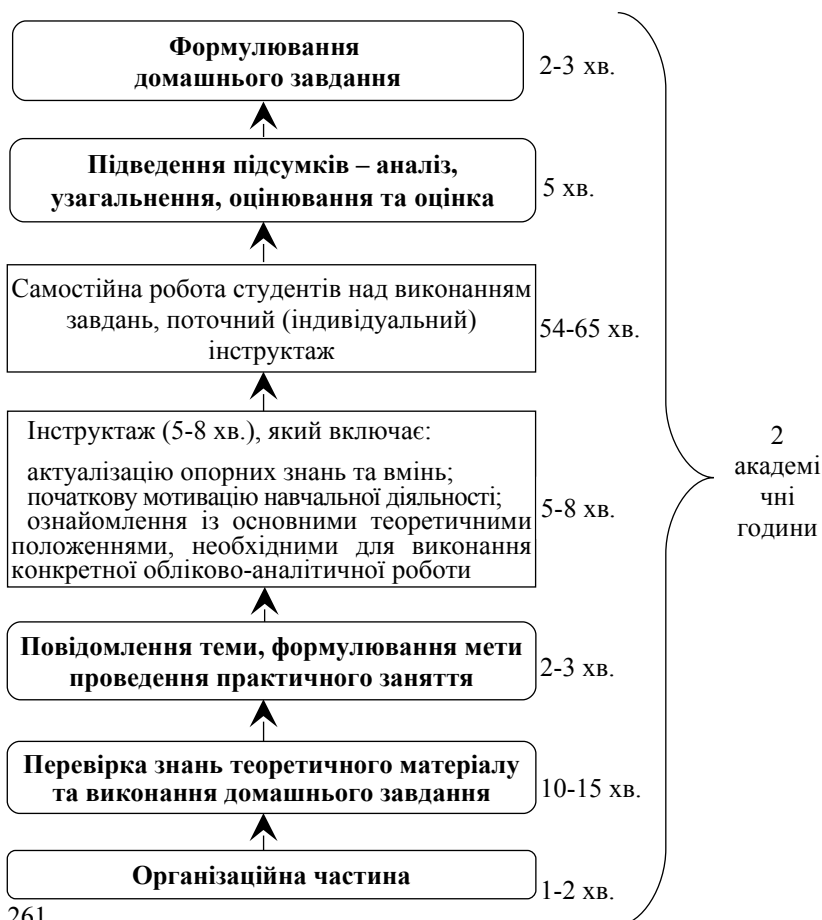 Формулювання
домашнього завдання
2-3 хв.
Підведення підсумків – аналіз,
узагальнення, оцінювання та оцінка
5 хв.
Самостійна робота студентів над виконанням
завдань, поточний (індивідуальний)
інструктаж
54-65 хв.
Інструктаж (5-8 хв.), який включає:
актуалізацію опорних знань та вмінь;
початкову мотивацію навчальної діяльності;
ознайомлення із основними теоретичними
положеннями, необхідними для виконання
конкретної обліково-аналітичної роботи
5-8 хв.
Повідомлення теми, формулювання мети
проведення практичного заняття
2-3 хв.
Перевірка знань теоретичного матеріалу
та виконання домашнього завдання
10-15 хв.
Організаційна частина
1-2 хв.
2
академі
чні
години
261